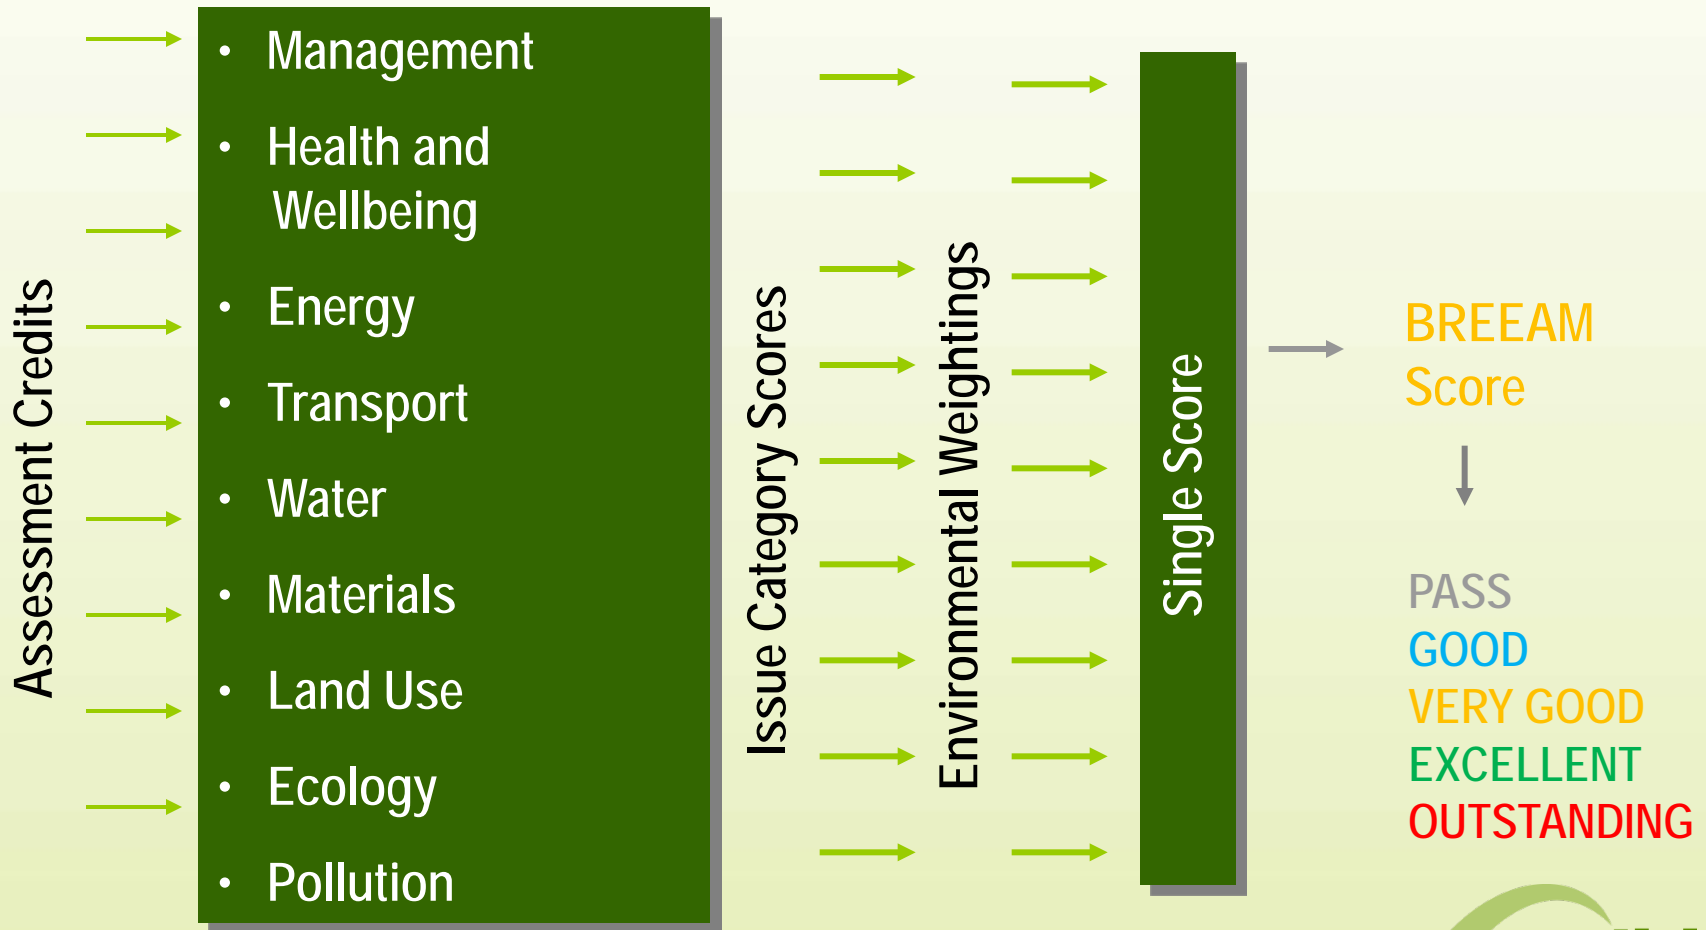 Assessment Credits
• Management
• Health and
Wellbeing
• Energy
• Transport
• Water
• Materials
• Land Use
• Ecology
• Pollution
Issue Category Scores
Environmental Weightings
Single Score
BREEAM
Score
PASS
GOOD
VERY GOOD
EXCELLENT
OUTSTANDING